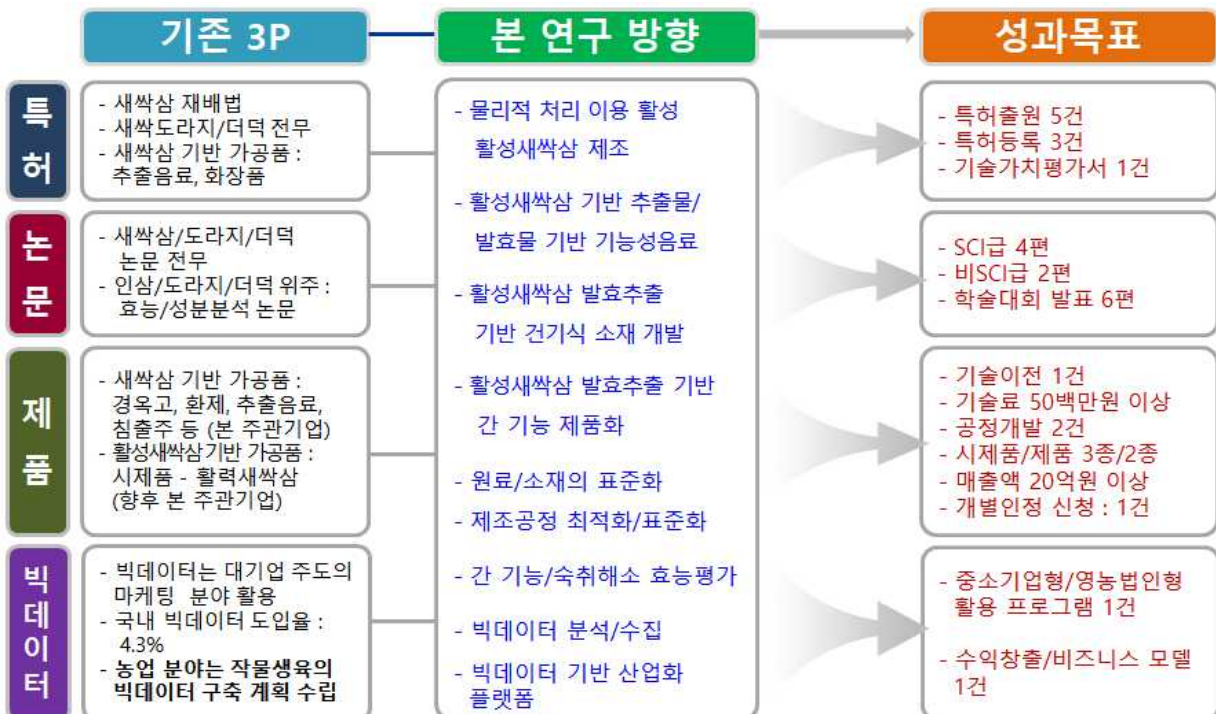 기존 3P
본 연구 방향
성과목표
특
허
- 새싹삼 재배법
- 새싹도라지/더덕 전무
- 새싹삼 기반 가공품 :
추출음료, 화장품
논
문
- 새싹삼/도라지/더덕
논문 전무
- 인삼/도라지/더덕 위주 :
효능/성분분석 논문
제
품
- 새싹삼 기반 가공품 :
경옥고, 환제, 추출음료,
침출주 등 (본 주관기업)
- 활성새싹삼기반 가공품 :
시제품 - 활력새싹삼
(향후 본 주관기업)
빅
데
이
터
- 빅데이터는 대기업 주도의
마케팅 분야 활용
- 국내 빅데이터 도입율 :
4.3%
- 농업 분야는 작물생육의
빅데이터 구축 계획 수립
- 물리적 처리 이용 활성
활성새싹삼 제조
- 활성새싹삼 기반 추출물/
발효물 기반 기능성음료
- 활성새싹삼 발효추출
기반 건기식 소재 개발
- 활성새싹삼 발효추출 기반
간 기능 제품화
- 원료/소재의 표준화
- 제조공정 최적화/표준화
- 간 기능/숙취해소 효능평가
- 빅데이터 분석/수집
- 빅데이터 기반 산업화
플랫폼
- 특허출원 5건
- 특허등록 3건
- 기술가치평가서 1건
- SCI급 4편
- 비SCI급 2편
- 학술대회 발표 6편
- 기술이전 1건
- 기술료 50백만원 이상
- 공정개발 2건
- 시제품/제품 3종/2종
- 매출액 20억원 이상
- 개별인정 신청 : 1건
- 중소기업형/영농법인형
활용 프로그램 1건
- 수익창출/비즈니스 모델
1건